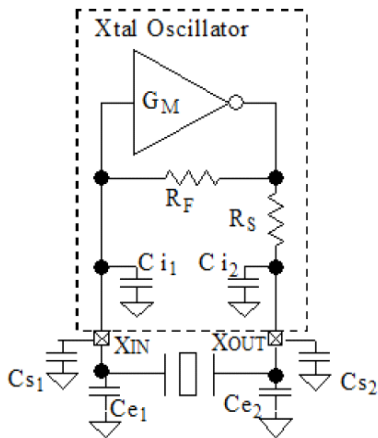 Xtal Oscillator
GM
RF
RS
Ci1
Ci2
XIN
XOUT
Cs1
Cs2
Ce1
Ce2